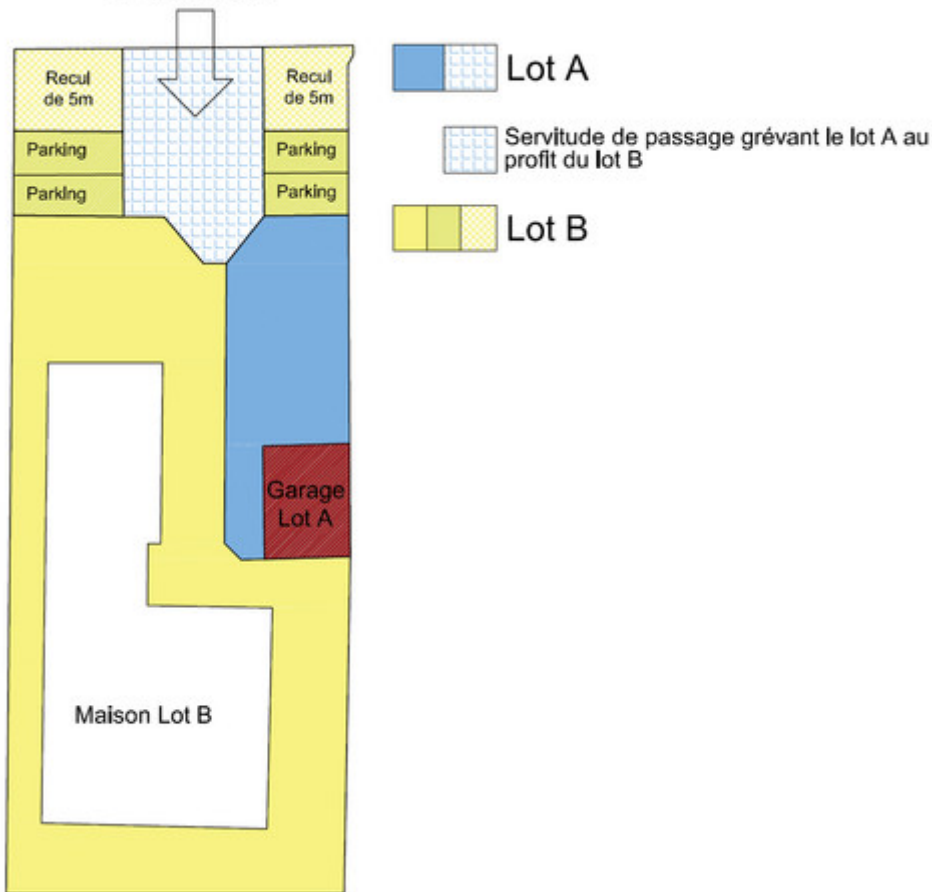 Recul
de 5m
Recul
de 5m
Parking
Parking
Parking
Parking
Garage
Lot A
Maison Lot B
Lot A
Servitude de passage grévant le lot A au
profit du lot B
Lot B